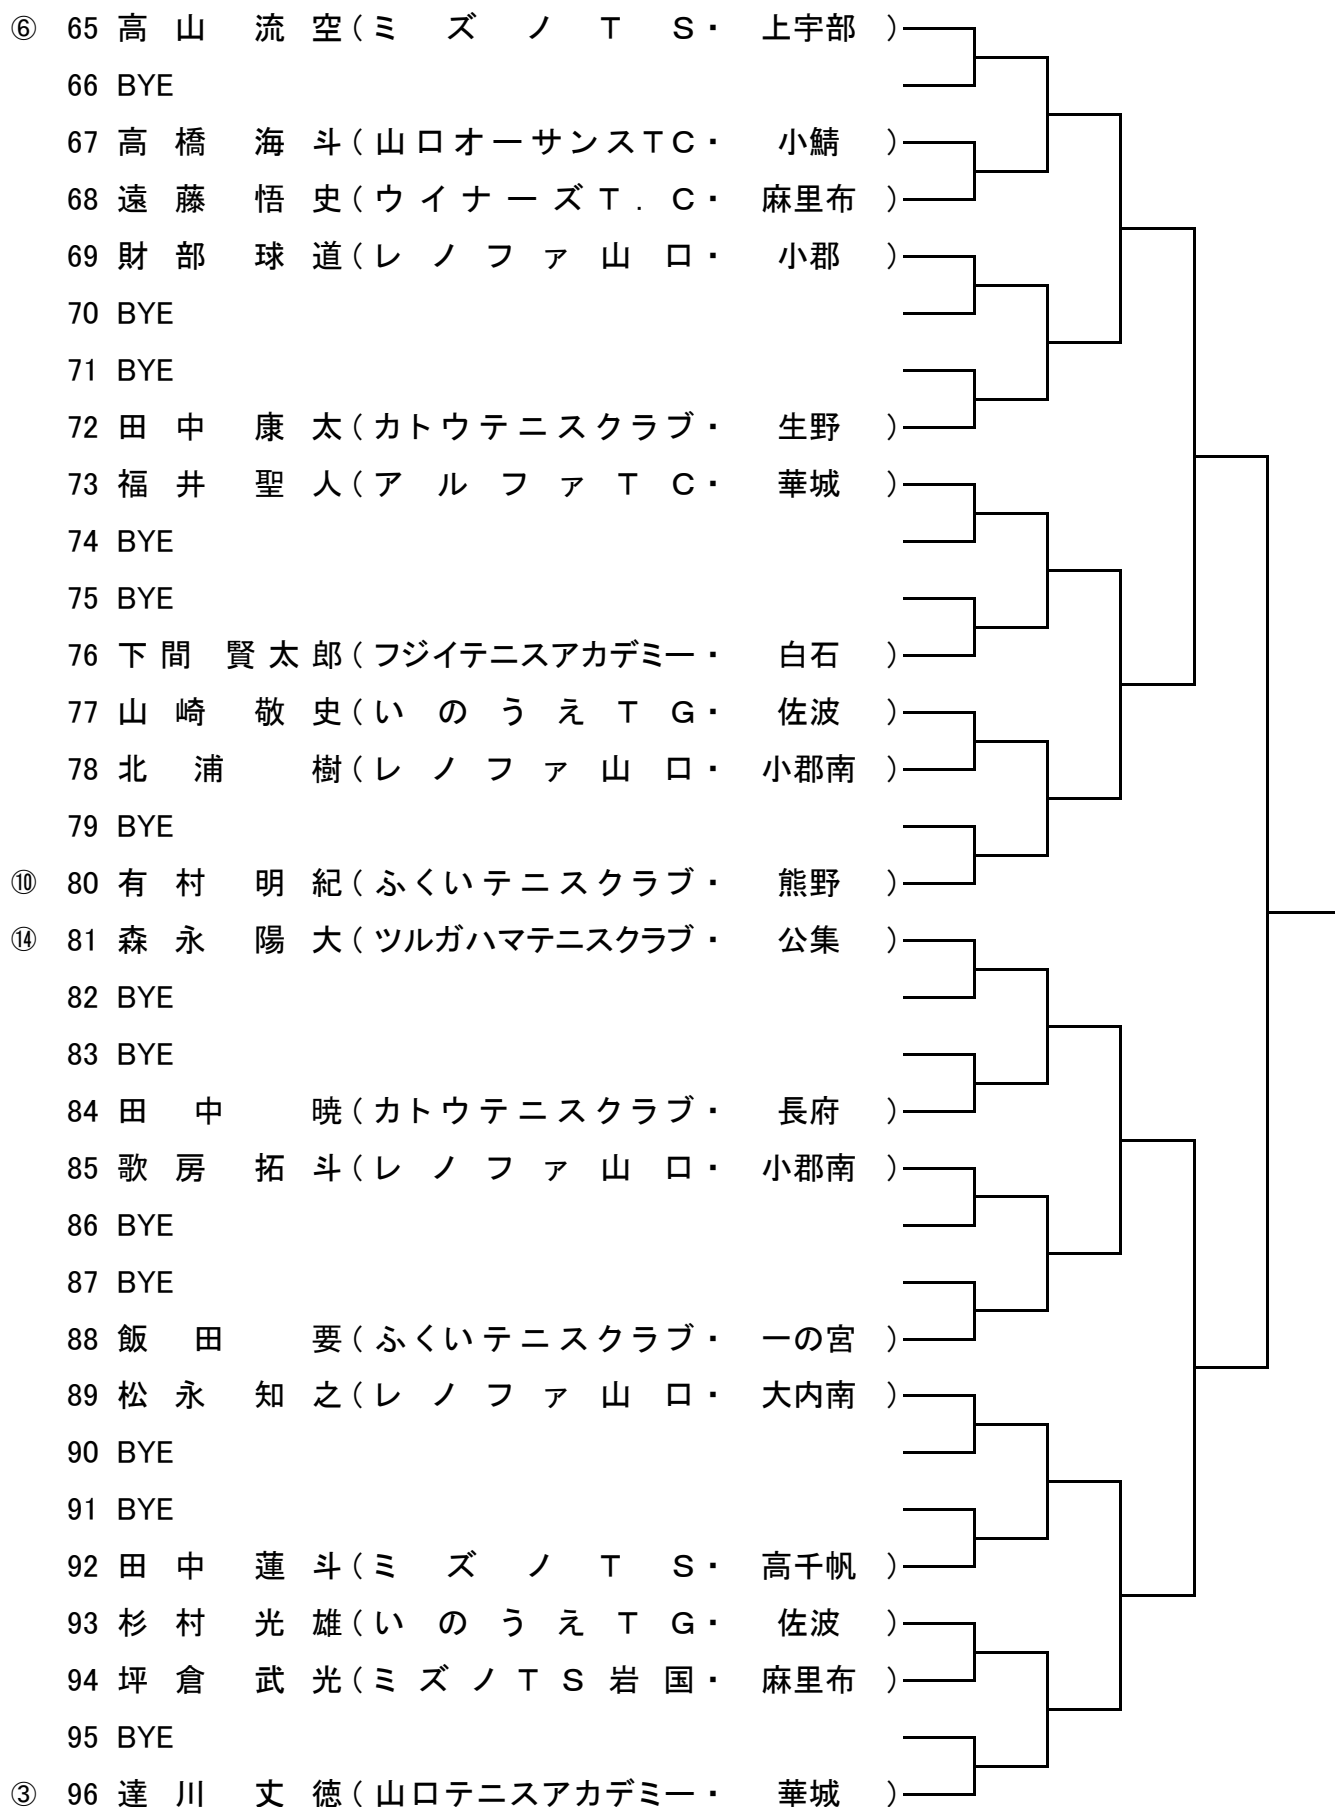 ⑥ 65 高山 流空(ミズノTS・ 上宇部 )
66 BYE
67 高橋 海斗(山口オーサンスTC・ 小鯖 )
68 遠藤 悟史(ウイナーズT.C・ 麻里布 )
69 財部 球道(レノファ山口・ 小郡 )
70 BYE
71 BYE
72 田中 康太(カトウテニスクラブ・ 生野 )
73 福井 聖人(アルファTC・ 華城 )
74 BYE
75 BYE
76 下間 賢太郎(フジイテニスアカデミー・ 白石 )
77 山崎 敬史(いのうえTG・ 佐波 )
78 北浦 樹(レノファ山口・ 小郡南 )
79 BYE
⑩ 80 有村 明紀(ふくいテニスクラブ・ 熊野 )
⑭ 81 森永 陽大(ツルガハマテニスクラブ・ 公集 )
82 BYE
83 BYE
84 田中 暁(カトウテニスクラブ・ 長府 )
85 歌房 拓斗(レノファ山口・ 小郡南 )
86 BYE
87 BYE
88 飯田 要(ふくいテニスクラブ・ 一の宮 )
89 松永 知之(レノファ山口・ 大内南 )
90 BYE
91 BYE
92 田中 蓮斗(ミズノTS・ 高千帆 )
93 杉村 光雄(いのうえTG・ 佐波 )
94 坪倉 武光(ミズノTS岩国・ 麻里布 )
95 BYE
③ 96 達川 丈徳(山口テニスアカデミー・ 華城 )